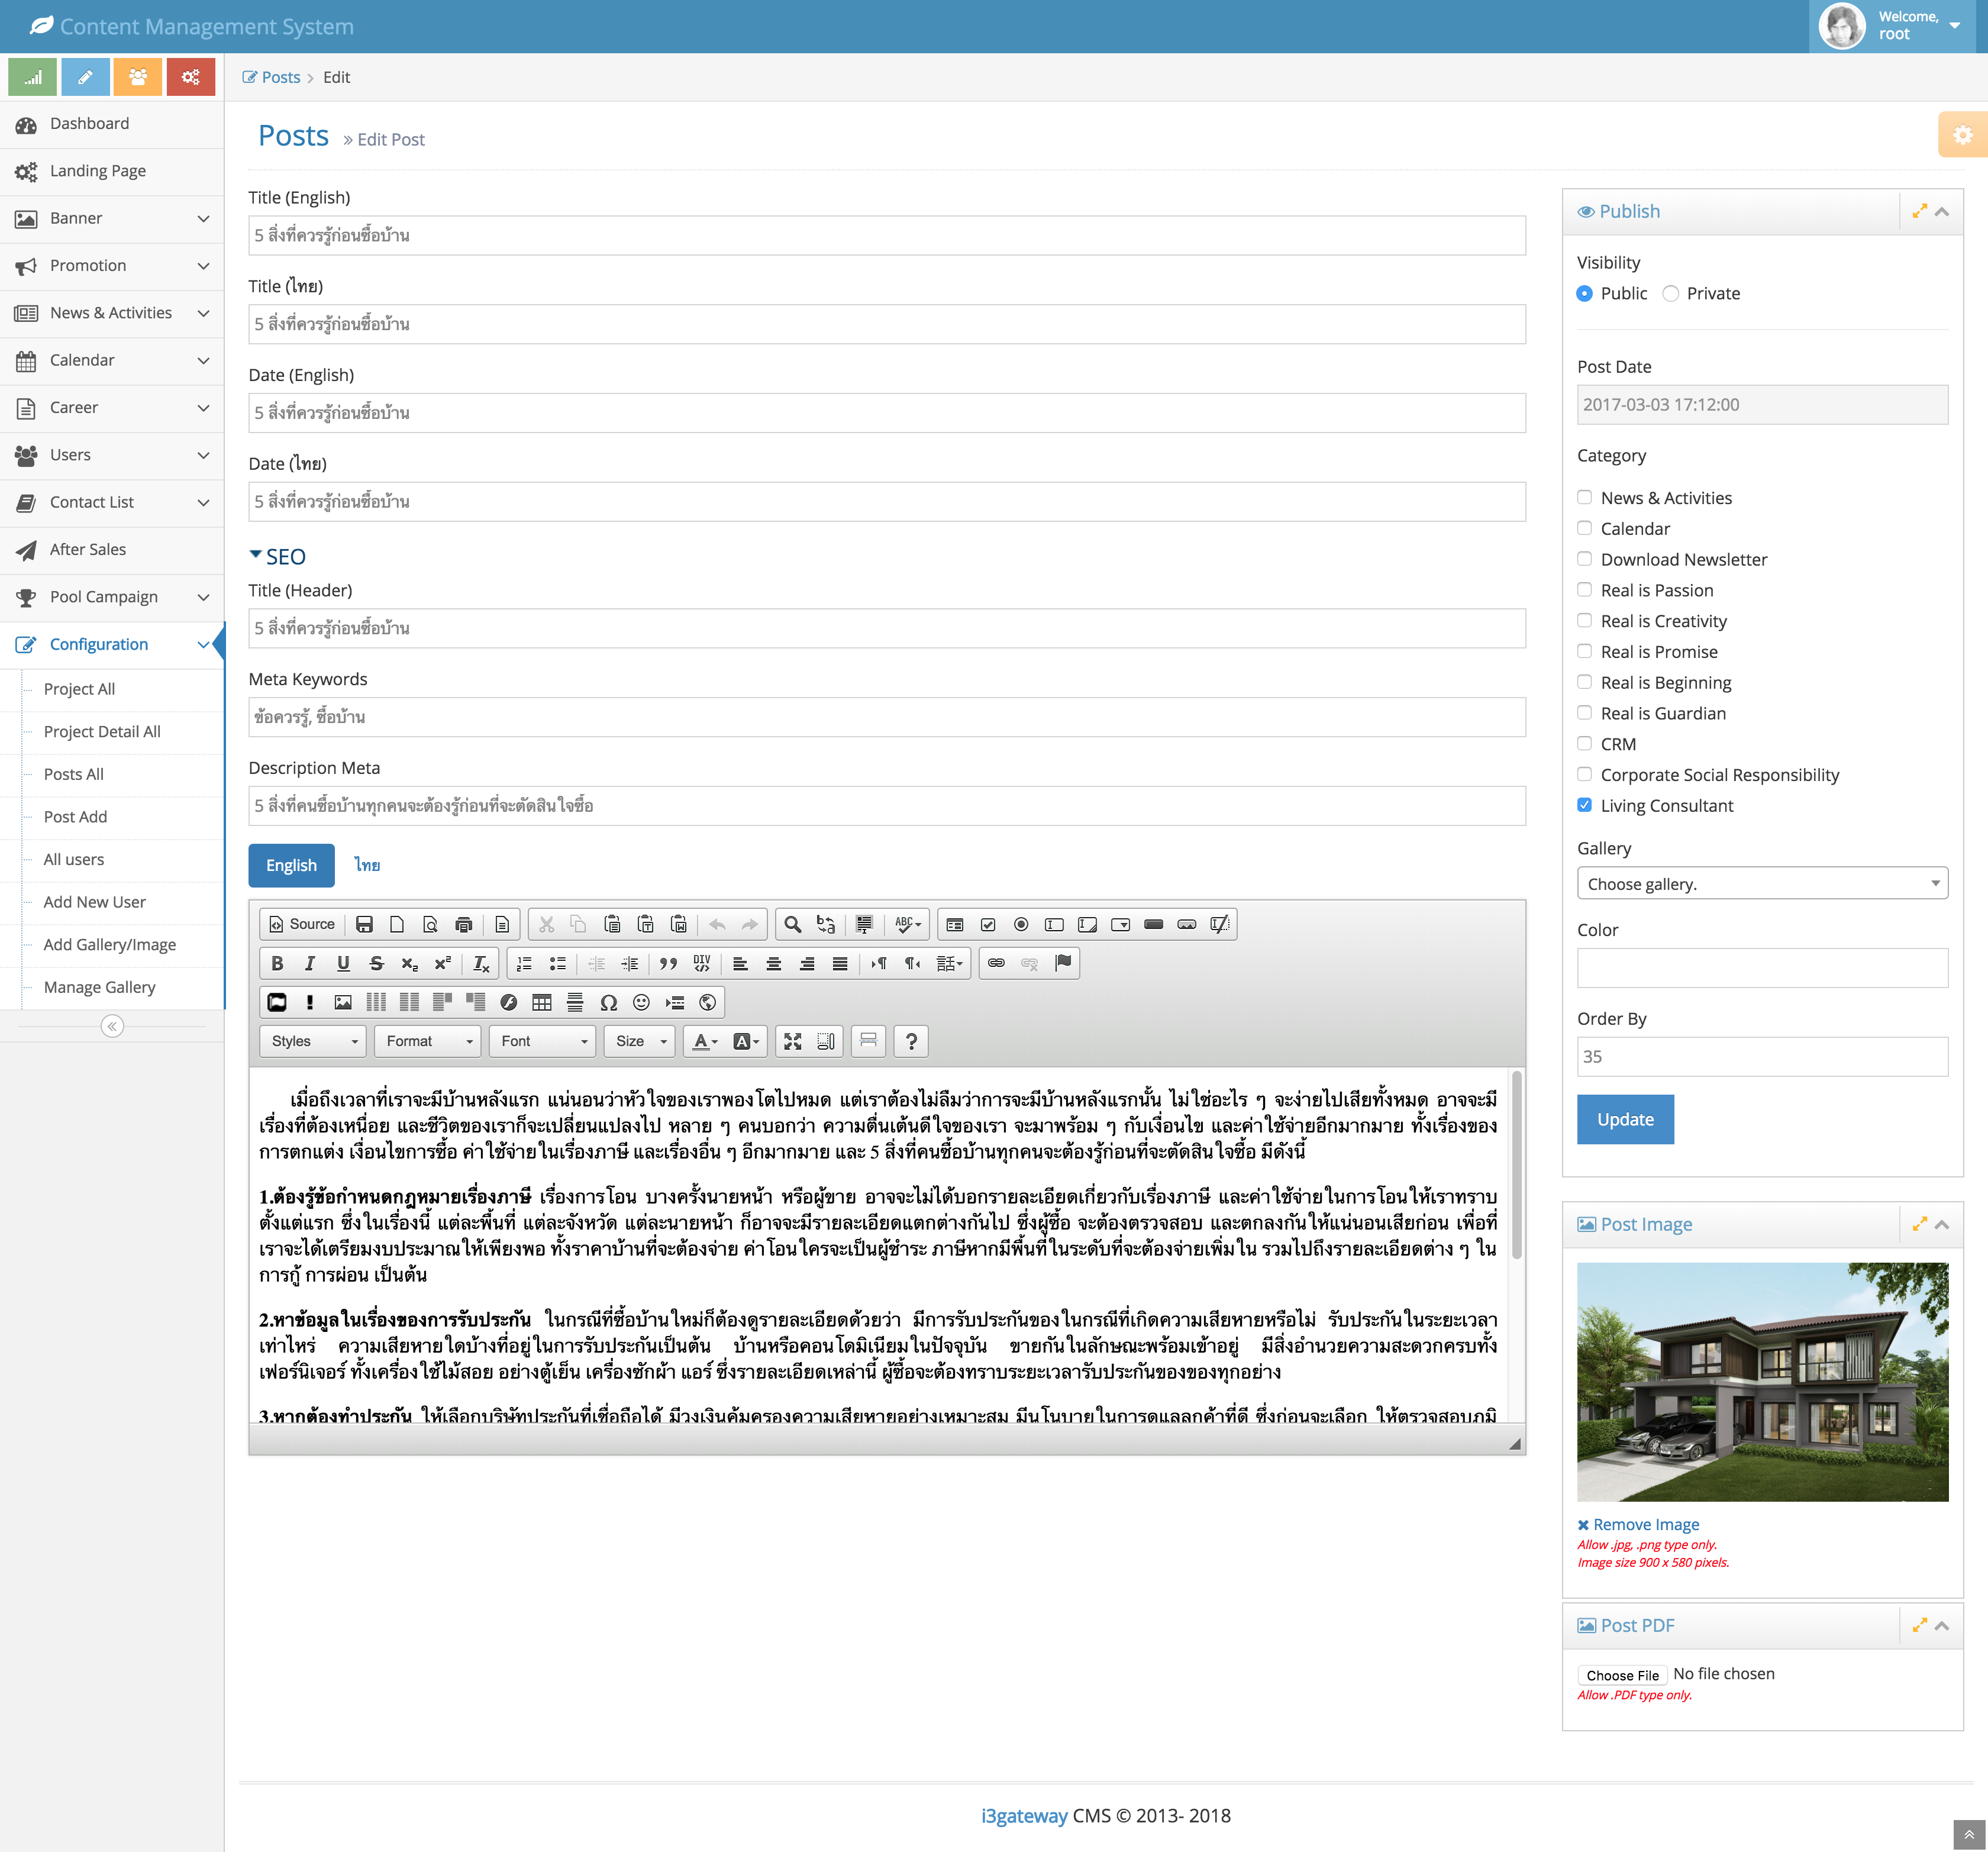 Content Management System
Welcome,
root
Posts
Edit
Dashboard
Landing Page
Banner
Promotion
News & Activities
Calendar
Career
Users
Contact List
After Sales
Pool Campaign
Configuration
Project All
Project Detail All
Posts All
Post Add
All users
Add New User
Add Gallery/Image
Manage Gallery
Posts » Edit Post
Title (English)
5 สิ่งที่ควรรู้ก่อนซื้อบ้าน
Title (ไทย)
5 สิ่งที่ควรรู้ก่อนซื้อบ้าน
Date (English)
5 สิ่งที่ควรรู้ก่อนซื้อบ้าน
Date (ไทย)
5 สิ่งที่ควรรู้ก่อนซื้อบ้าน
SEO
Title (Header)
5 สิ่งที่ควรรู้ก่อนซื้อบ้าน
Meta Keywords
ข้อควรรู้, ซื้อบ้าน
Description Meta
5 สิ่งที่คนซื้อบ้านทุกคนจะต้องรู้ก่อนที่จะตัดสินใจซื้อ
English ไทย
Source
Styles Format Font Size
เมื่อถึงเวลาที่เราจะมีบ้านหลังแรก แน่นอนว่าหัวใจของเราพองโตไปหมด แต่เราต้องไม่ลืมว่าการจะมีบ้านหลังแรกนั้น ไม่ใช่อะไร ๆ จะง่ายไปเสียทั้งหมด อาจจะมี
เรื่องที่ต้องเหนื่อย และชีวิตของเราก็จะเปลี่ยนแปลงไป หลาย ๆ คนบอกว่า ความตื่นเต้นดีใจของเรา จะมาพร้อม ๆ กับเงื่อนไข และค่าใช้จ่ายอีกมากมาย ทั้งเรื่องของ
การตกแต่ง เงื่อนไขการซื้อ ค่าใช้จ่ายในเรื่องภาษี และเรื่องอื่น ๆ อีกมากมาย และ 5 สิ่งที่คนซื้อบ้านทุกคนจะต้องรู้ก่อนที่จะตัดสินใจซื้อ มีดังนี้
1.ต้องรู้ข้อกำหนดกฎหมายเรื่องภาษี เรื่องการโอน บางครั้งนายหน้า หรือผู้ขาย อาจจะไม่ได้บอกรายละเอียดเกี่ยวกับเรื่องภาษี และค่าใช้จ่ายในการโอนให้เราทราบ
ตั้งแต่แรก ซึ่งในเรื่องนี้ แต่ละพื้นที่ แต่ละจังหวัด แต่ละนายหน้า ก็อาจจะมีรายละเอียดแตกต่างกันไป ซึ่งผู้ซื้อ จะต้องตรวจสอบ และตกลงกันให้แน่นอนเสียก่อน เพื่อที่
เราจะได้เตรียมงบประมาณให้เพียงพอ ทั้งราคาบ้านที่จะต้องจ่าย ค่าโอนใครจะเป็นผู้ชำระ ภาษีหากมีพื้นที่ในระดับที่จะต้องจ่ายเพิ่มใน รวมไปถึงรายละเอียดต่าง ๆ ใน
การกู้ การผ่อน เป็นต้น
2.หาข้อมูลในเรื่องของการรับประกัน ในกรณีที่ซื้อบ้านใหม่ก็ต้องดูรายละเอียดด้วยว่า มีการรับประกันของในกรณีที่เกิดความเสียหายหรือไม่ รับประกันในระยะเวลา
เท่าไหร่ ความเสียหายใดบ้างที่อยู่ในการรับประกันเป็นต้น บ้านหรือคอนโดมิเนียมในปัจจุบัน ขายกันในลักษณะพร้อมเข้าอยู่ มีสิ่งอำนวยความสะดวกครบทั้ง
เฟอร์นิเจอร์ ทั้งเครื่องใช้ไม้สอย อย่างตู้เย็น เครื่องซักผ้า แอร์ ซึ่งรายละเอียดเหล่านี้ ผู้ซื้อจะต้องทราบระยะเวลารับประกันของของทุกอย่าง
3.หากต้องทำประกัน ให้เลือกบริษัทประกันที่เชื่อถือได้ มีวงเงินคุ้มครองความเสียหายอย่างเหมาะสม มีนโนบายในการดูแลลูกค้าที่ดี ซึ่งก่อนจะเลือก ให้ตรวจสอบภูมิ
Publish
Visibility
Public Private
Post Date
2017-03-03 17:12:00
Category
News & Activities
Calendar
Download Newsletter
Real is Passion
Real is Creativity
Real is Promise
Real is Beginning
Real is Guardian
CRM
Corporate Social Responsibility
Living Consultant
Gallery
Choose gallery.
Color
Order By
35
Update
Post Image
Remove Image
Allow .jpg, .png type only.
Image size 900 x 580 pixels.
Post PDF
Choose File No file chosen
Allow .PDF type only.
i3gateway CMS © 2013- 2018